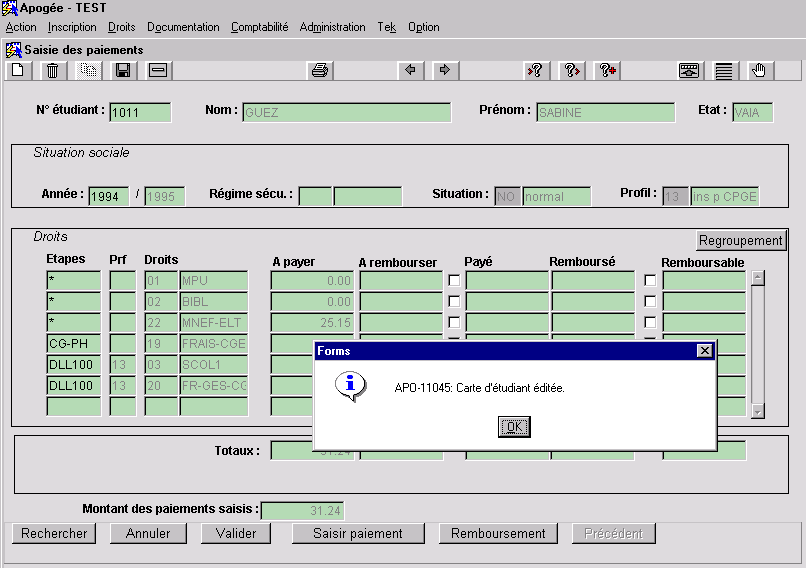 Apogée - TEST
Action Inscription Droits Documentation Comptabilité Administration Tek Option
Saisie des paiements
N° étudiant : 1011 Nom : GUEZ Prénom : SABINE Etat : VAIA
Situation sociale
Année : 1994 / 1995 Régime sécu. : Situation : NO normal Profil : 13 ins p CPGE
Droits
Regroupement
Etapes Prf Droits A payer A rembourser Payé Remboursé Remboursable
* 01 MPU 0.00
* 02 BIBL 0.00
* 22 MNEF-ELT 25.15
CG-PH 19 FRAIS-CGE
DLL100 13 03 SCOL1
DLL100 13 20 FR-GES-CG
Forms
APO-11045: Carte d'étudiant éditée.
OK
Totaux : 31.24
Montant des paiements saisis : 31.24
Rechercher Annuler Valider Saisir paiement Remboursement Précédent